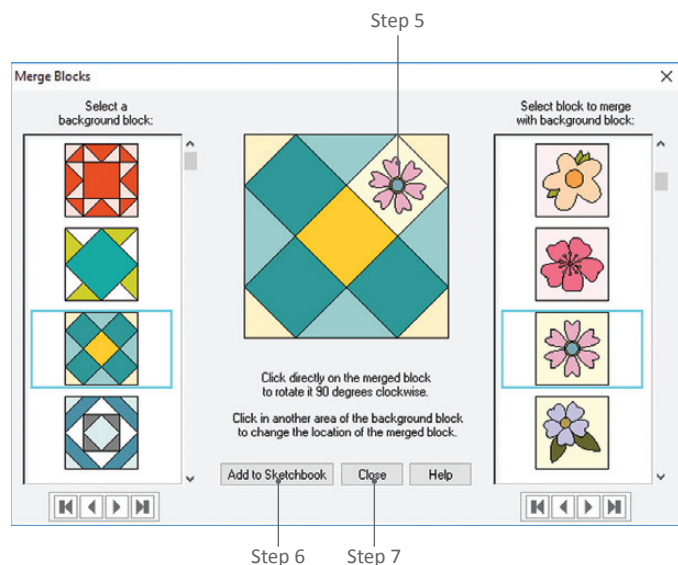 Step 5
Merge Blocks
Select a
background block:
Select block to merge
with background block:
Click directly on the merged block
to rotate it 90 degrees clockwise.
Click in another area of the background block
to change the location of the merged block.
Add to Sketchbook
Close
Help
Step 6
Step 7